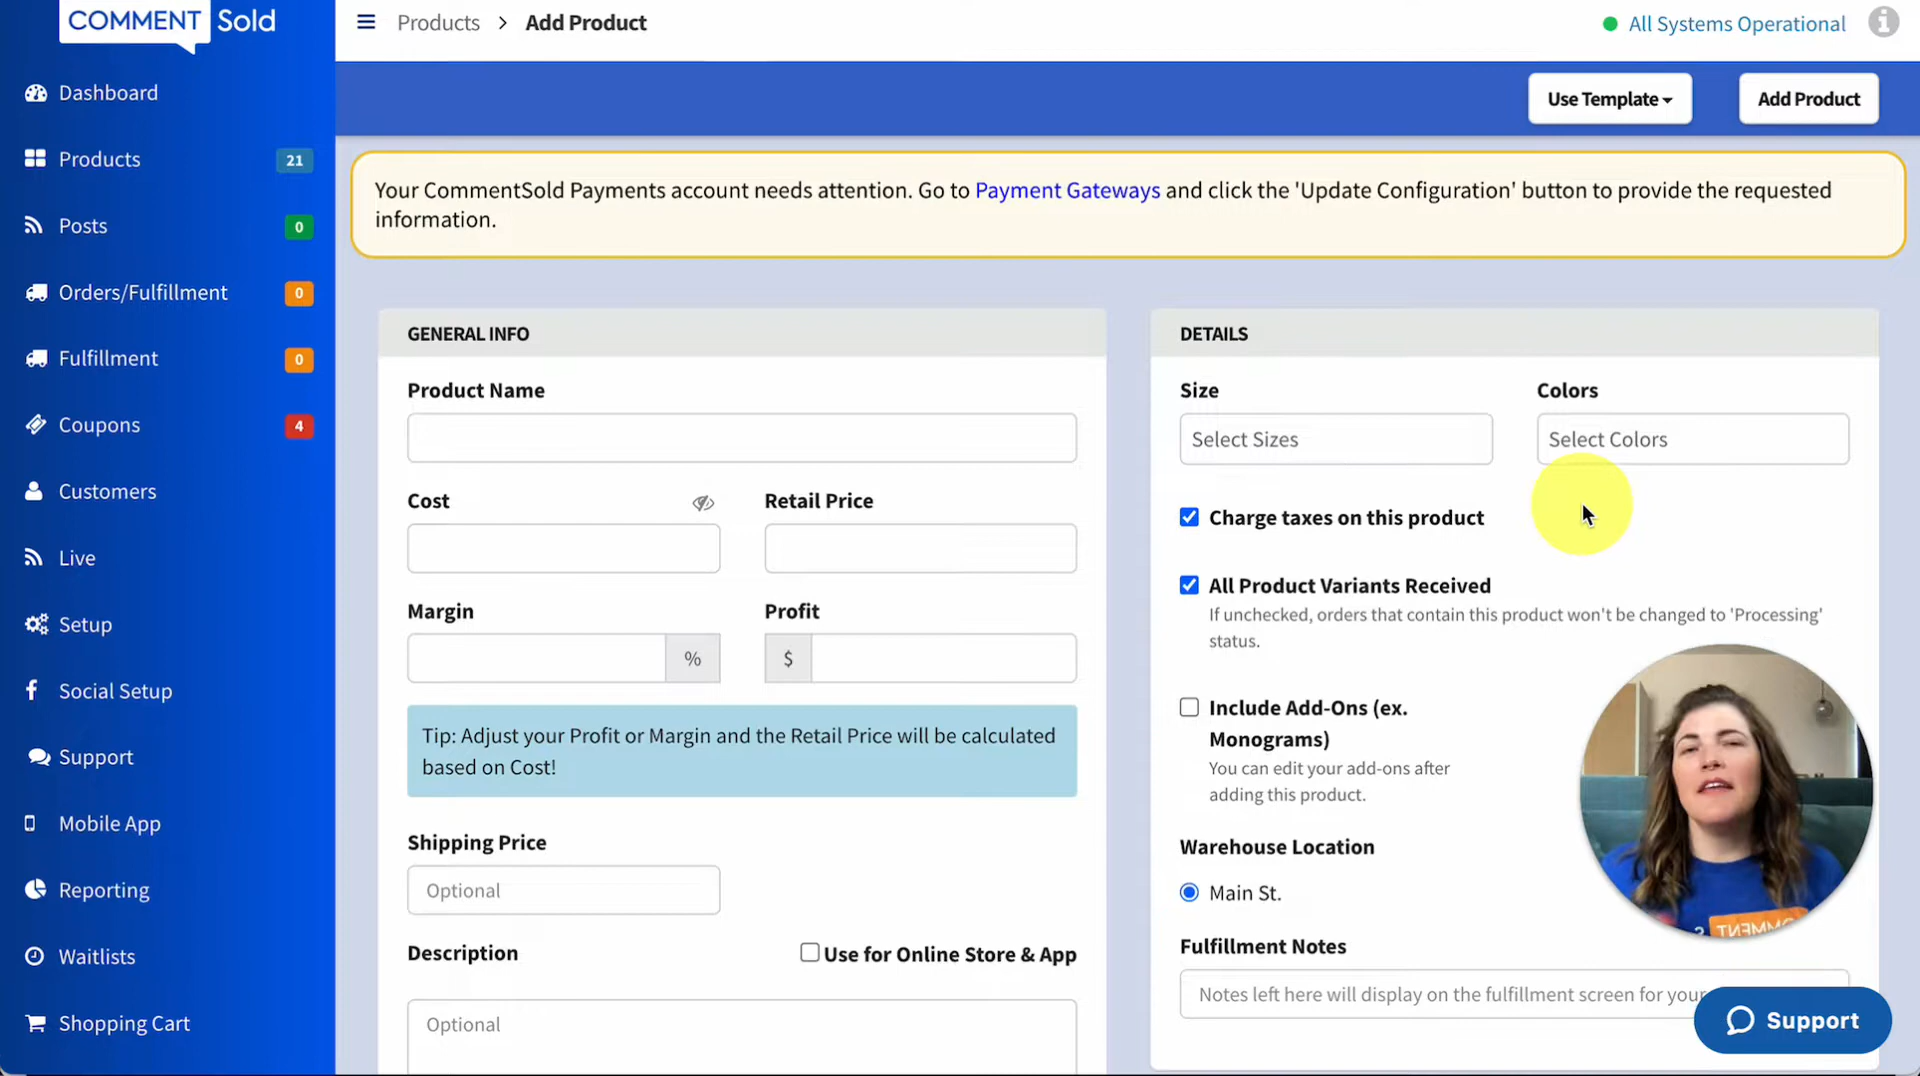 COMMENT Sold
Products > Add Product
All Systems Operational
Dashboard
Use Template
Add Product
Products 21
Your CommentSold Payments account needs attention. Go to Payment Gateways and click the 'Update Configuration' button to provide the requested
information.
Posts 0
Orders/Fulfillment 0
Fulfillment 0
Coupons 4
Customers
Live
Setup
Social Setup
Support
Mobile App
Reporting
Waitlists
Shopping Cart
GENERAL INFO
Product Name
Cost
Retail Price
Margin
Profit
%
$
Tip: Adjust your Profit or Margin and the Retail Price will be calculated
based on Cost!
Shipping Price
Optional
Description
Use for Online Store & App
Optional
DETAILS
Size
Colors
Select Sizes
Select Colors
Charge taxes on this product
All Product Variants Received
If unchecked, orders that contain this product won't be changed to 'Processing'
status.
Include Add-Ons (ex.
Monograms)
You can edit your add-ons after
adding this product.
Warehouse Location
Main St.
Fulfillment Notes
Notes left here will display on the fulfillment screen for your
Support